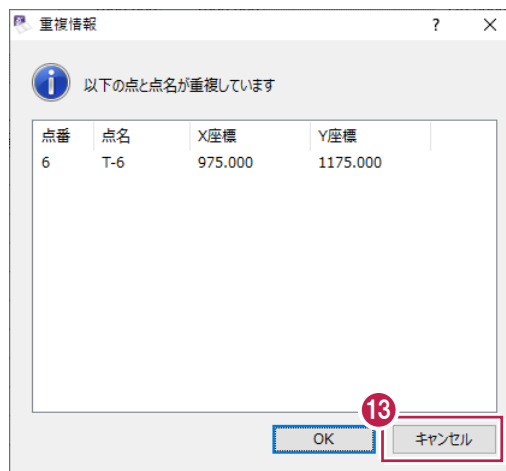 重複情報
以下の点と点名が重複しています
点番 点名 X座標 Y座標
6 T-6 975.000 1175.000
13
OK キャンセル